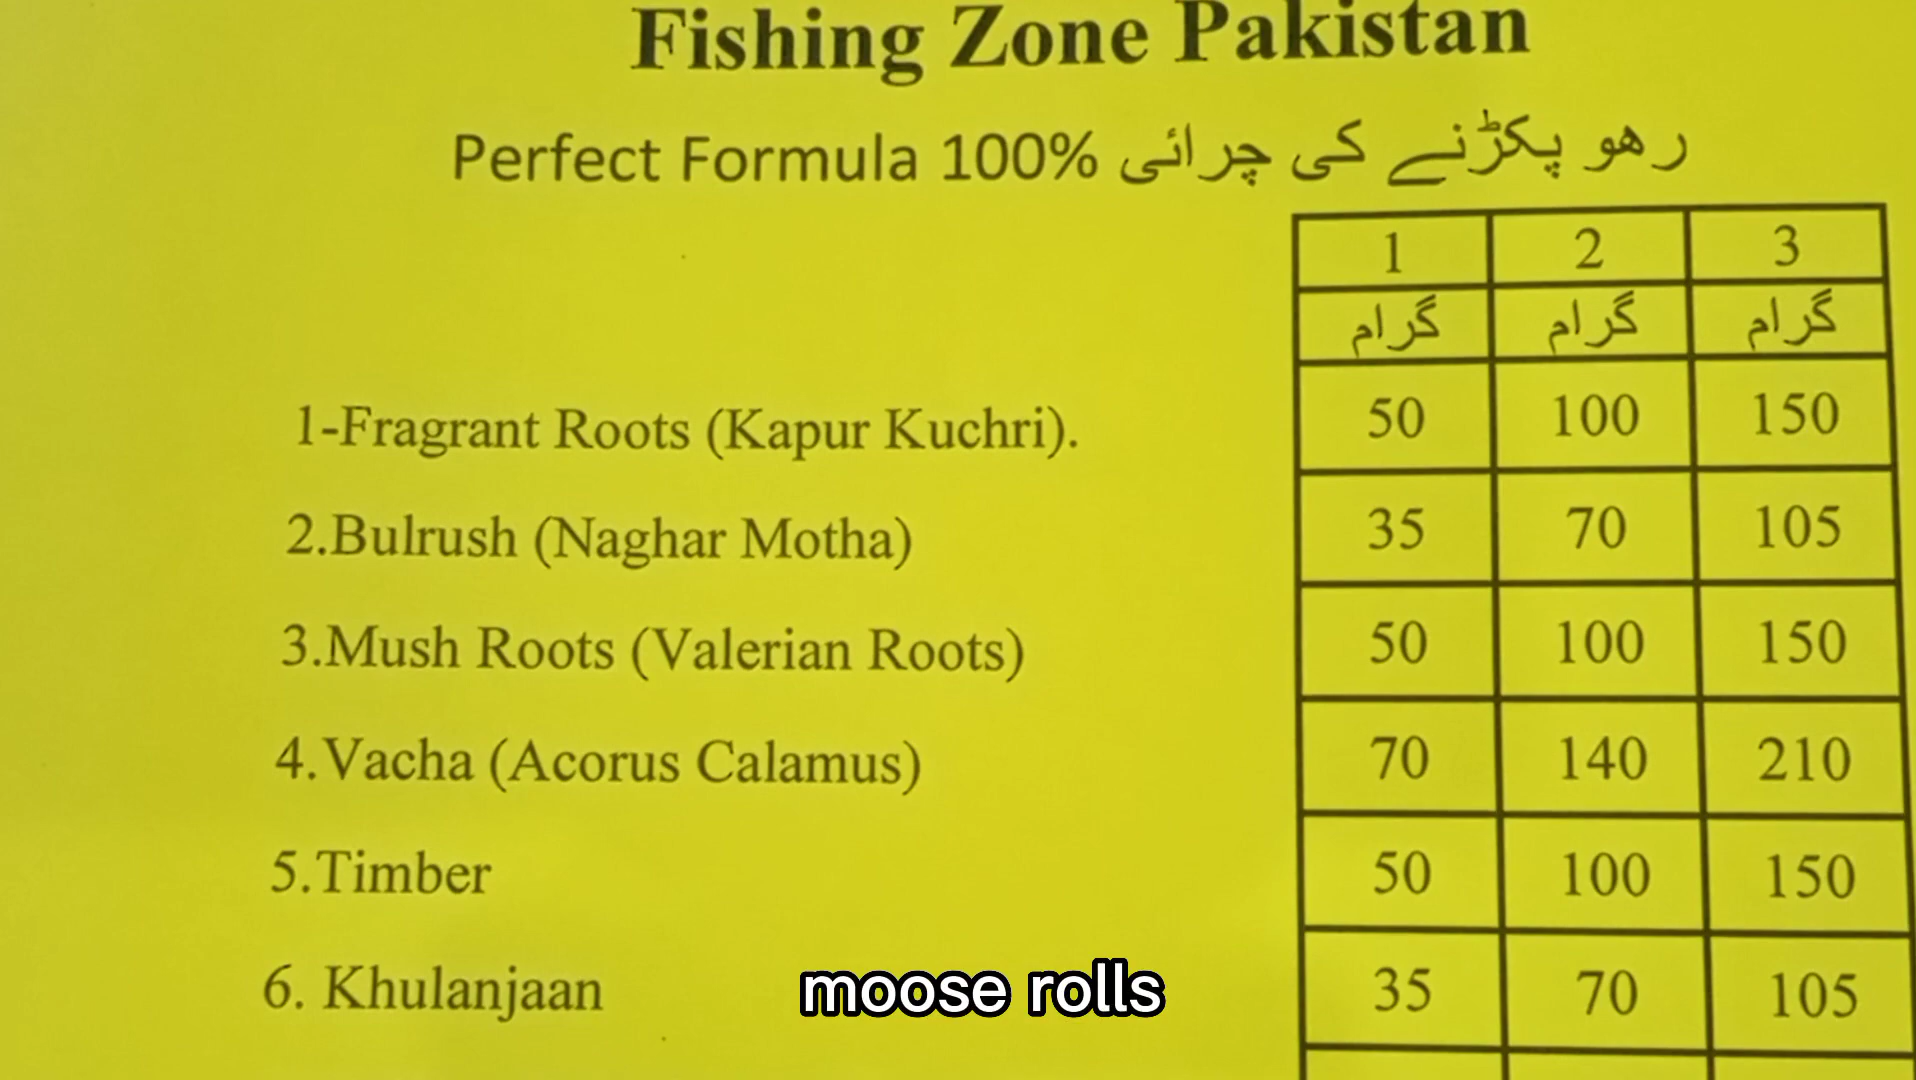 Fishing Zone Pakistan
Perfect Formula 100% رھو پکڑنے کی چرائی
1 2 3
گرام گرام گرام
1-Fragrant Roots (Kapur Kuchri). 50 100 150
2.Bulrush (Naghar Motha) 35 70 105
3.Mush Roots (Valerian Roots) 50 100 150
4.Vacha (Acorus Calamus) 70 140 210
5.Timber 50 100 150
6. Khulanjaan 35 70 105
moose rolls